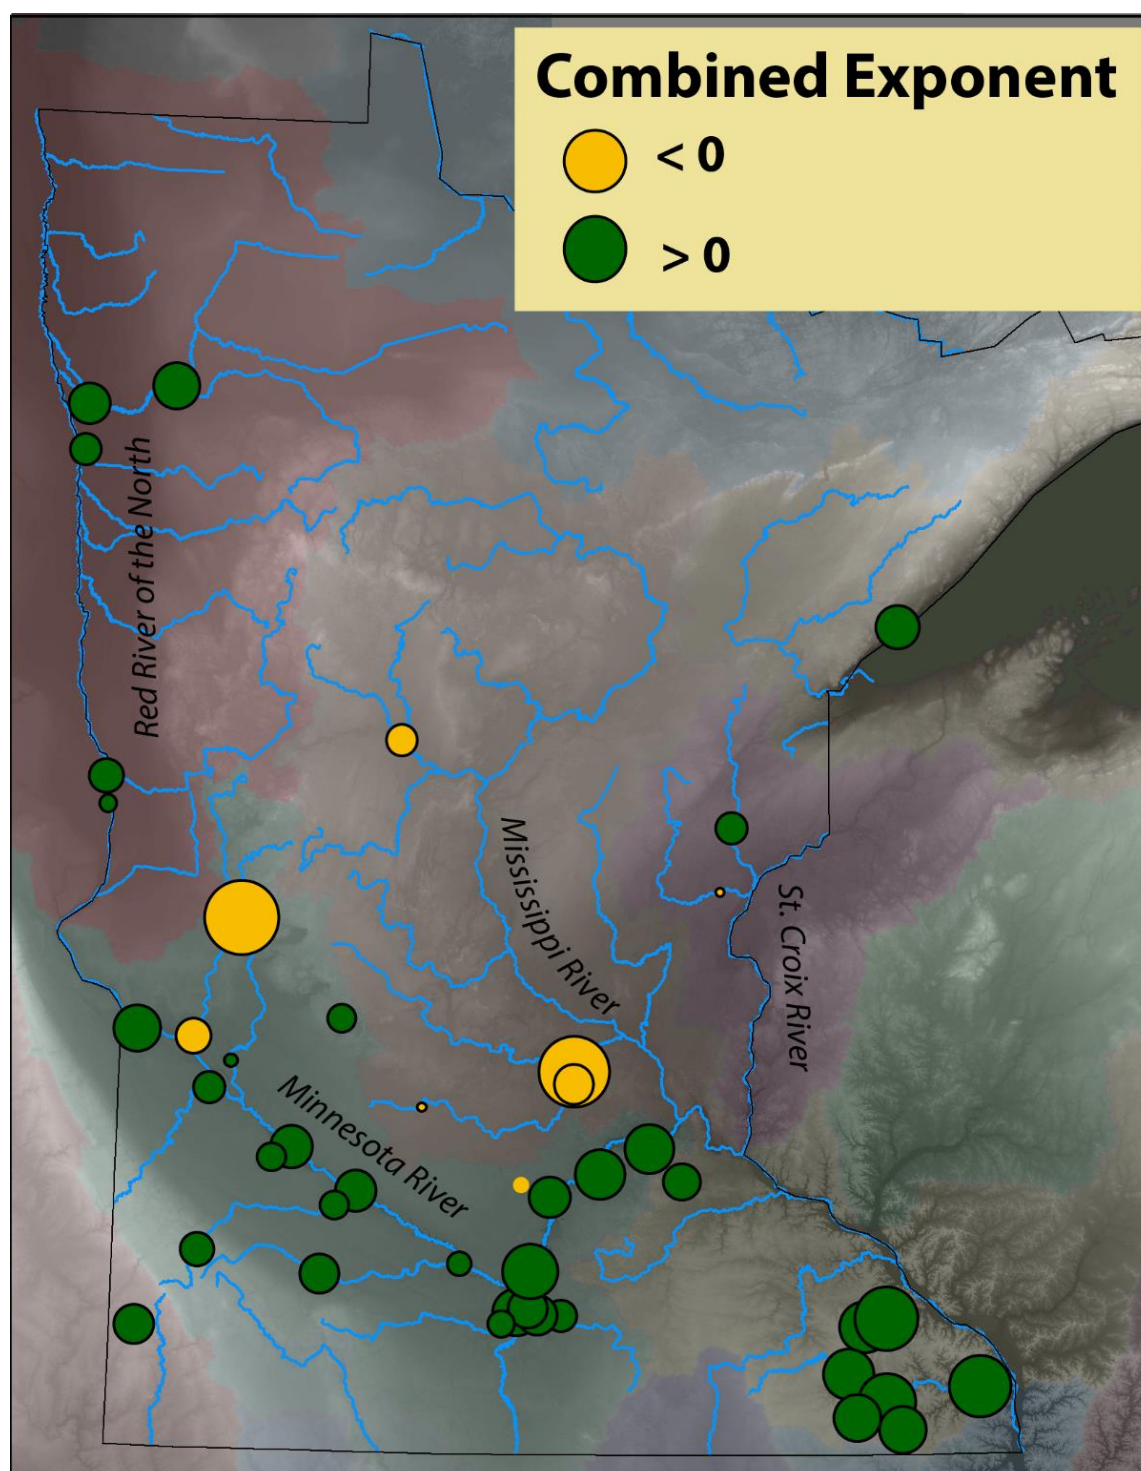 Combined Exponent
< 0
> 0
Red River of the North
Mississippi River
St. Croix River
Minnesota River